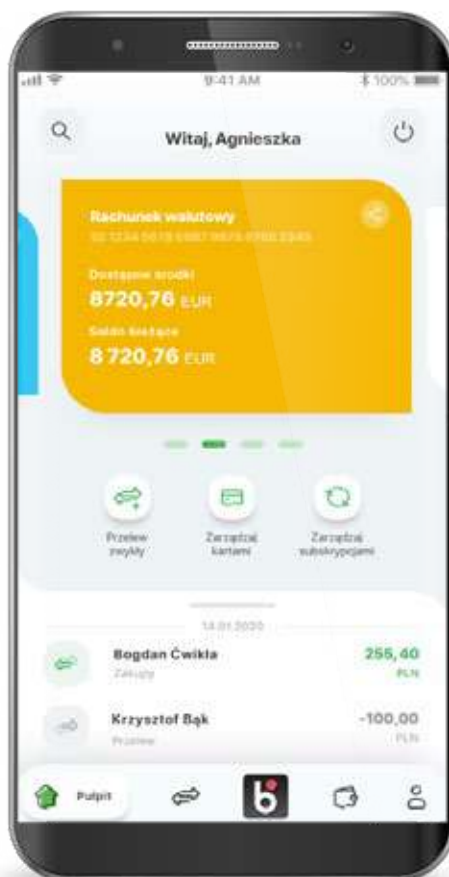 9:41 AM
100%
Witaj, Agnieszka
Rachunek walutowy
Dostępne środki
8720,76 EUR
Saldo bieżące
8 720,76 EUR
Przelew zwykły
Zarządzaj kartami
Zarządzaj subskrypcjami
14.01.2020
Bogdan Ćwikła 255,40
Zakupy PLN
Krzysztof Bąk -100,00
Przelew PLN
Pulpit
b